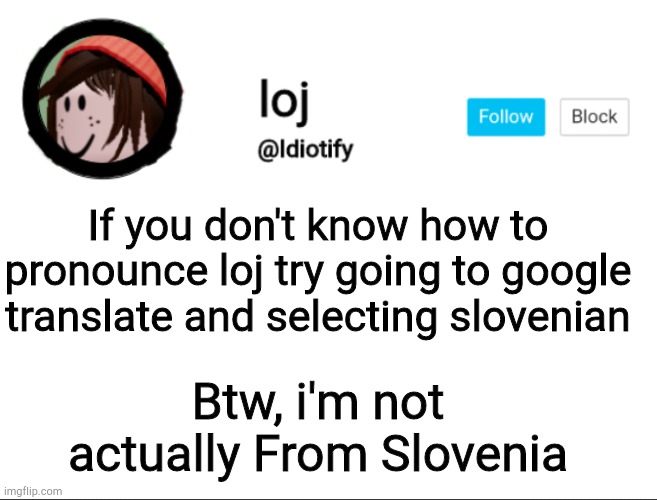 loj
@Idiotify
Follow
Block
If you don't know how to
pronounce loj try going to google
translate and selecting slovenian
Btw, i'm not
actually From Slovenia
imgflip.com